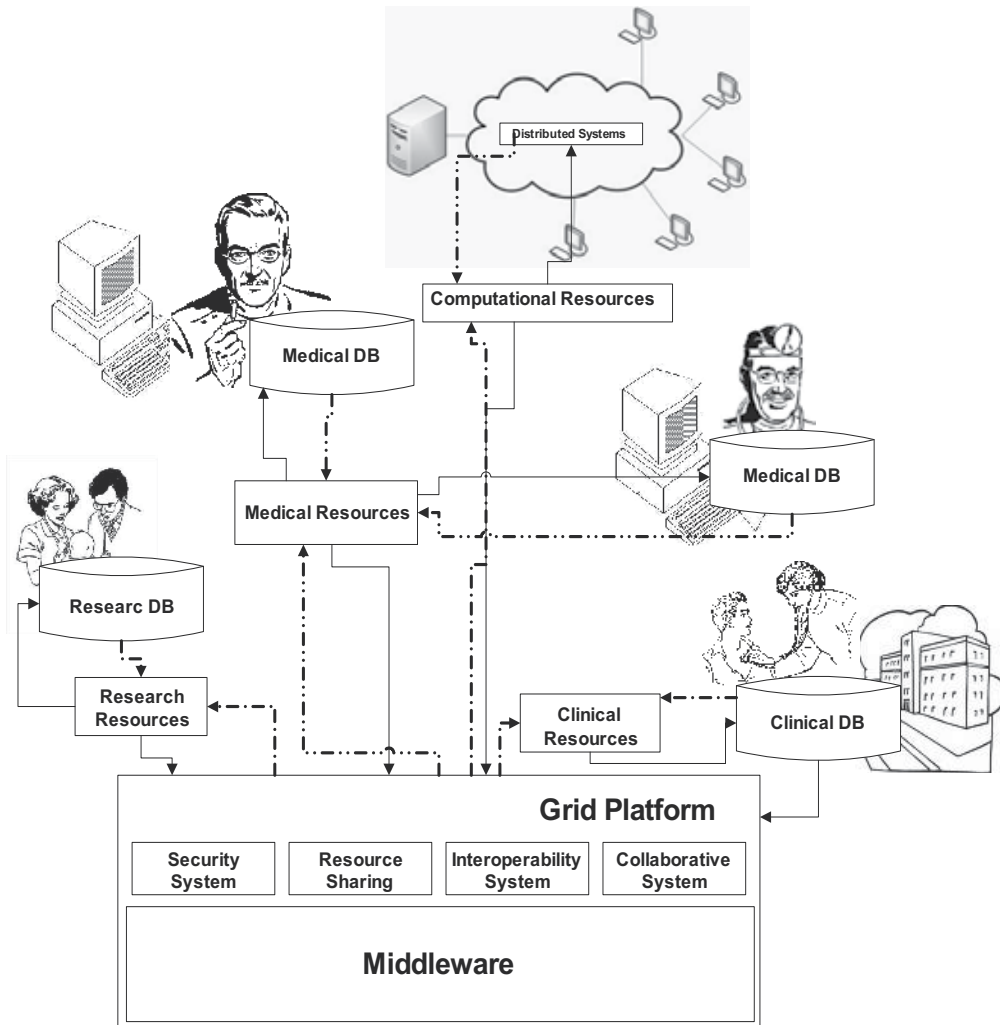 Distributed Systems
Computational Resources
Medical DB
Medical DB
Medical Resources
Researc DB
Research
Resources
Clinical
Resources
Clinical DB
Grid Platform
Security
System
Resource
Sharing
Interoperability
System
Collaborative
System
Middleware